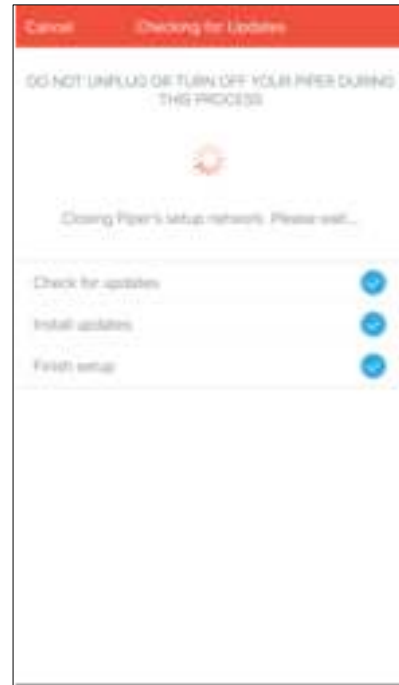 Cancel Checking for Updates
DO NOT UNPLUG OR TURN OFF YOUR PIPER DURING
THIS PROCESS
Closing Piper's setup network. Please wait...
Check for updates
Install updates
Finish setup